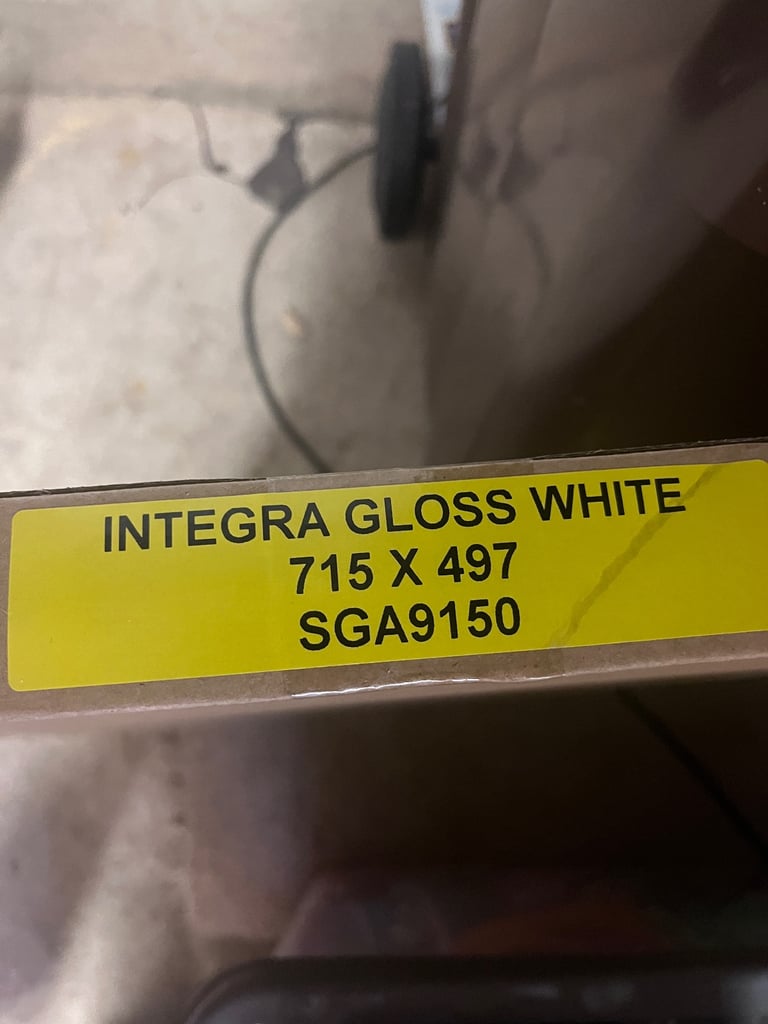 INTEGRA GLOSS WHITE
715 X 497
SGA9150